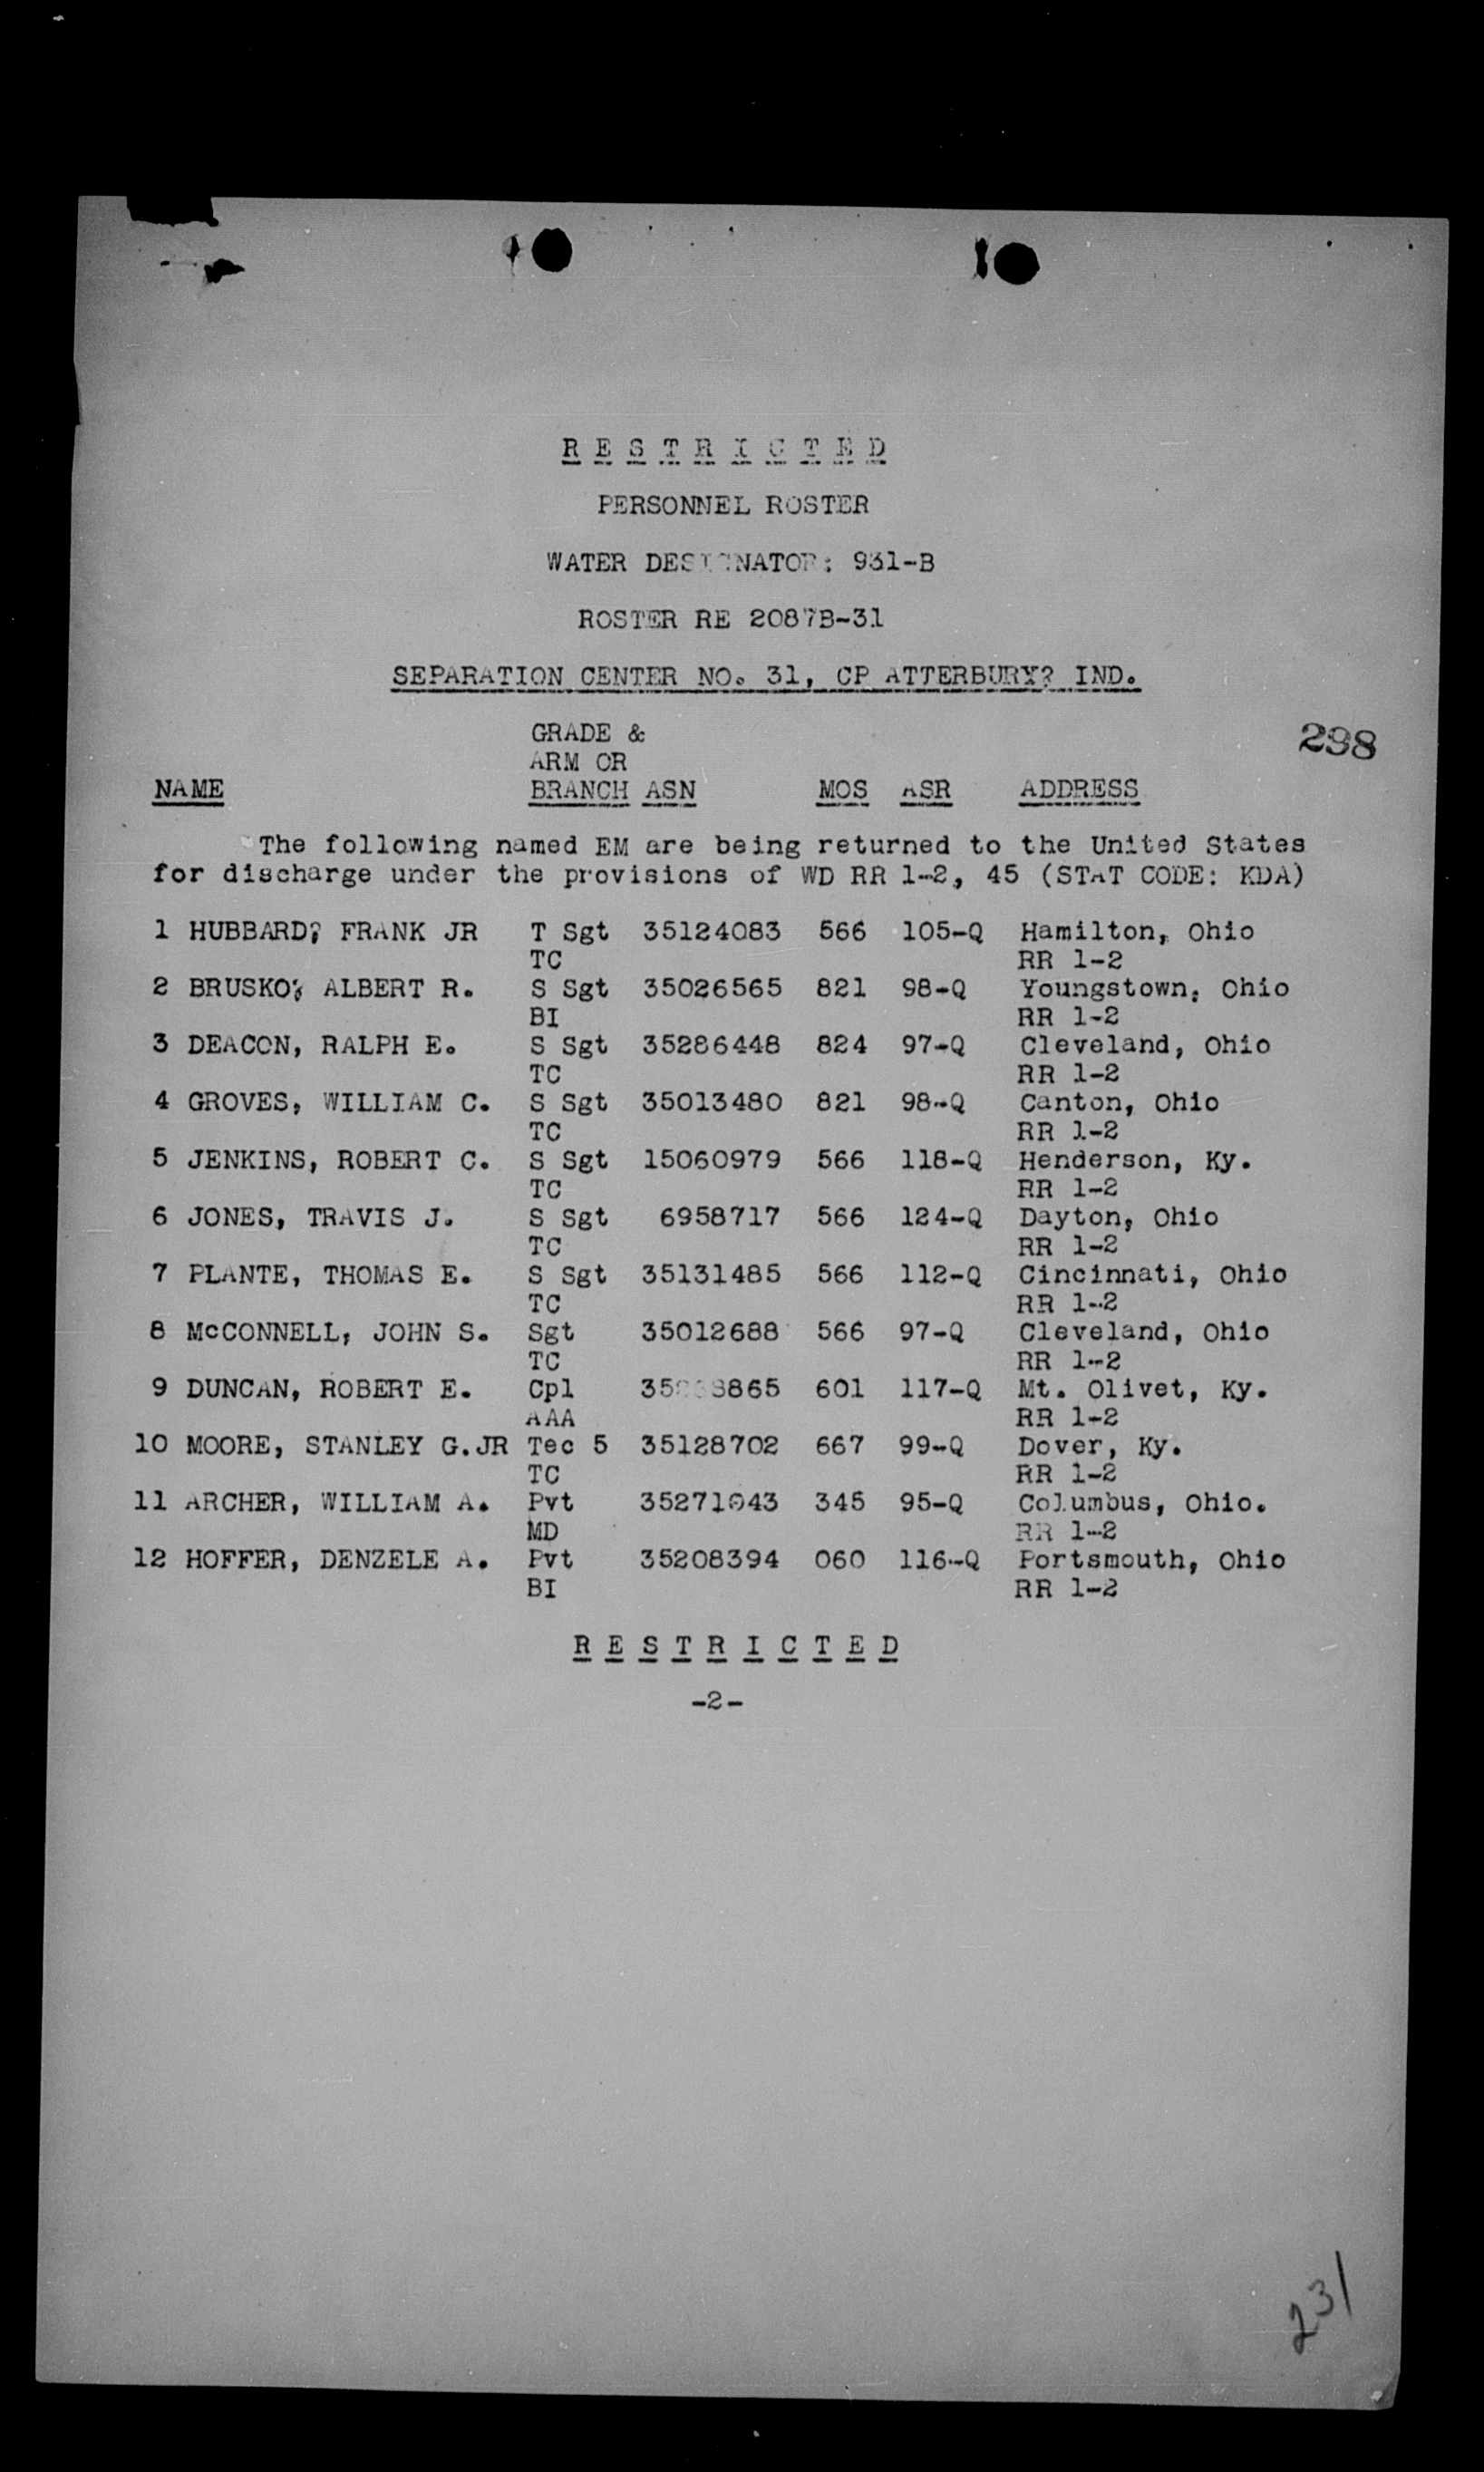 RESTRICTED
PERSONNEL ROSTER
WATER DESIGNATOR: 931-B
ROSTER RE 2087B-31
SEPARATION CENTER NO. 31, CP ATTERBURY? IND.
GRADE &
298
ARM OR
NAME BRANCH ASN MOS ASR ADDRESS
The following named EM are being returned to the United States
for discharge under the provisions of WD RR 1-2, 45 (STAT CODE: KDA)
1 HUBBARD, FRANK JR T Sgt 35124083 566 105-Q Hamilton, Ohio
TC RR 1-2
2 BRUSKO, ALBERT R. S Sgt 35026565 821 98-Q Youngstown, Ohio
BI RR 1-2
3 DEACON, RALPH E. S Sgt 35286448 824 97-Q Cleveland, Ohio
TC RR 1-2
4 GROVES, WILLIAM C. S Sgt 35013480 821 98-Q Canton, Ohio
TC RR 1-2
5 JENKINS, ROBERT C. S Sgt 15060979 566 118-Q Henderson, Ky.
TC RR 1-2
6 JONES, TRAVIS J. S Sgt 6958717 566 124-Q Dayton, Ohio
TC RR 1-2
7 PLANTE, THOMAS E. S Sgt 35131485 566 112-Q Cincinnati, Ohio
TC RR 1-2
8 McCONNELL, JOHN S. Sgt 35012688 566 97-Q Cleveland, Ohio
TC RR 1-2
9 DUNCAN, ROBERT E. Cpl 601 117-Q Mt. Olivet, Ky.
AAA RR 1-2
10 MOORE, STANLEY G.JR Tec 5 35128702 667 99-Q Dover, Ky.
TC RR 1-2
11 ARCHER, WILLIAM A. Pvt 35271043 345 95-Q Columbus, Ohio.
MD RR 1-2
12 HOFFER, DENZELE A. Pvt 35208394 060 116-Q Portsmouth, Ohio
BI RR 1-2
RESTRICTED
-2-
231